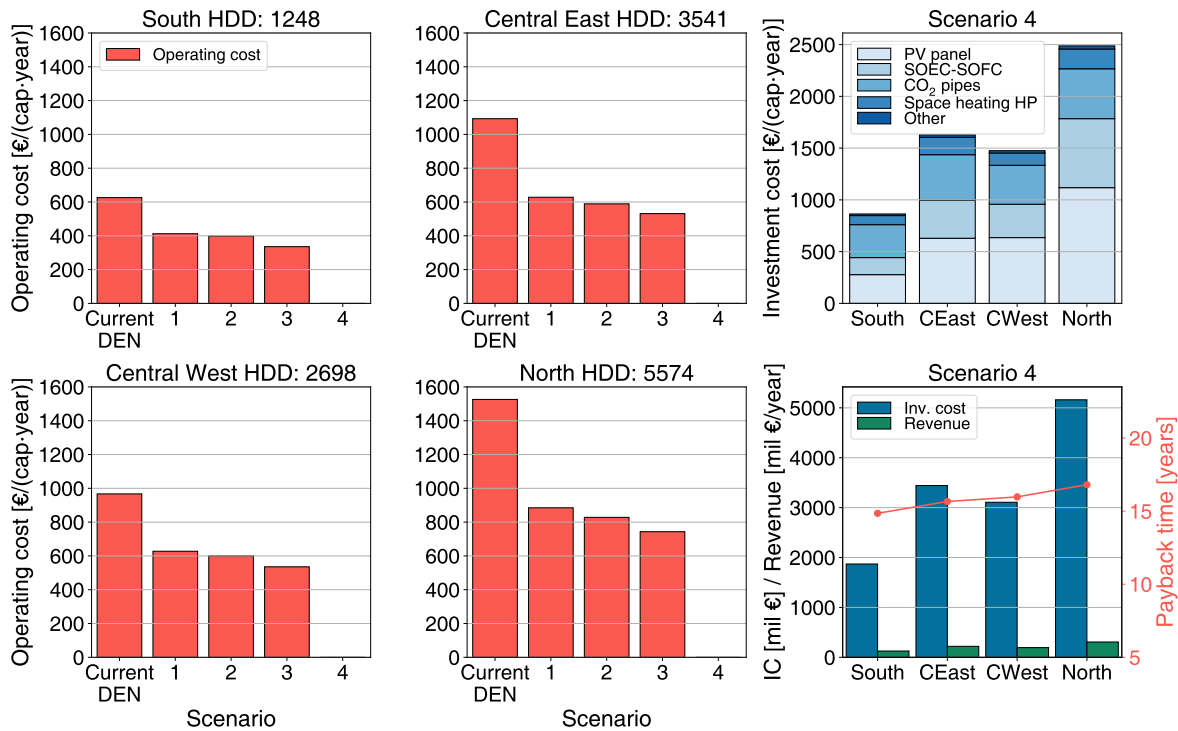 South HDD: 1248
Operating cost [€/(cap·year)]
1600
1400
1200
1000
800
600
400
200
0
Operating cost
Current DEN
1
2
3
4
Central East HDD: 3541
1600
1400
1200
1000
800
600
400
200
0
Current DEN
1
2
3
4
Scenario 4
Investment cost [€/(cap·year)]
2500
2000
1500
1000
500
0
PV panel
SOEC-SOFC
CO2 pipes
Space heating HP
Other
South
CEast
CWest
North
Central West HDD: 2698
Operating cost [€/(cap·year)]
1600
1400
1200
1000
800
600
400
200
0
Current DEN
1
2
3
4
Scenario
North HDD: 5574
1600
1400
1200
1000
800
600
400
200
0
Current DEN
1
2
3
4
Scenario
Scenario 4
IC [mil €] / Revenue [mil €/year]
5000
4000
3000
2000
1000
0
Inv. cost
Revenue
South
CEast
CWest
North
20
15
10
5
Payback time [years]